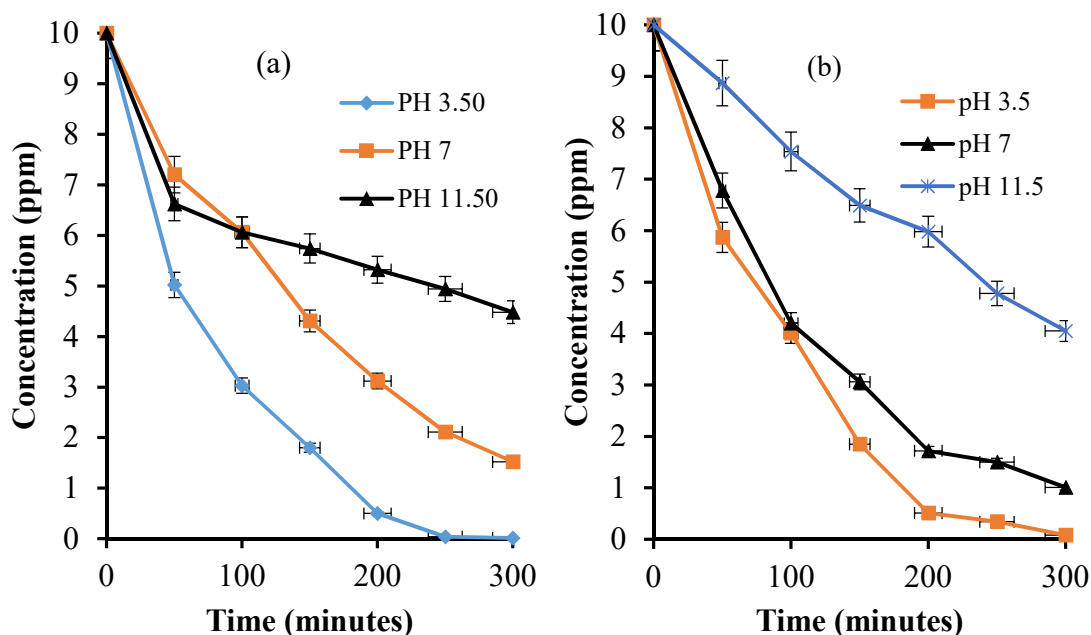 (a)
PH 3.50
PH 7
PH 11.50
Concentration (ppm)
10
9
8
7
6
5
4
3
2
1
0
0 100 200 300
Time (minutes)
(b)
pH 3.5
pH 7
pH 11.5
Concentration (ppm)
10
9
8
7
6
5
4
3
2
1
0
0 100 200 300
Time (minutes)